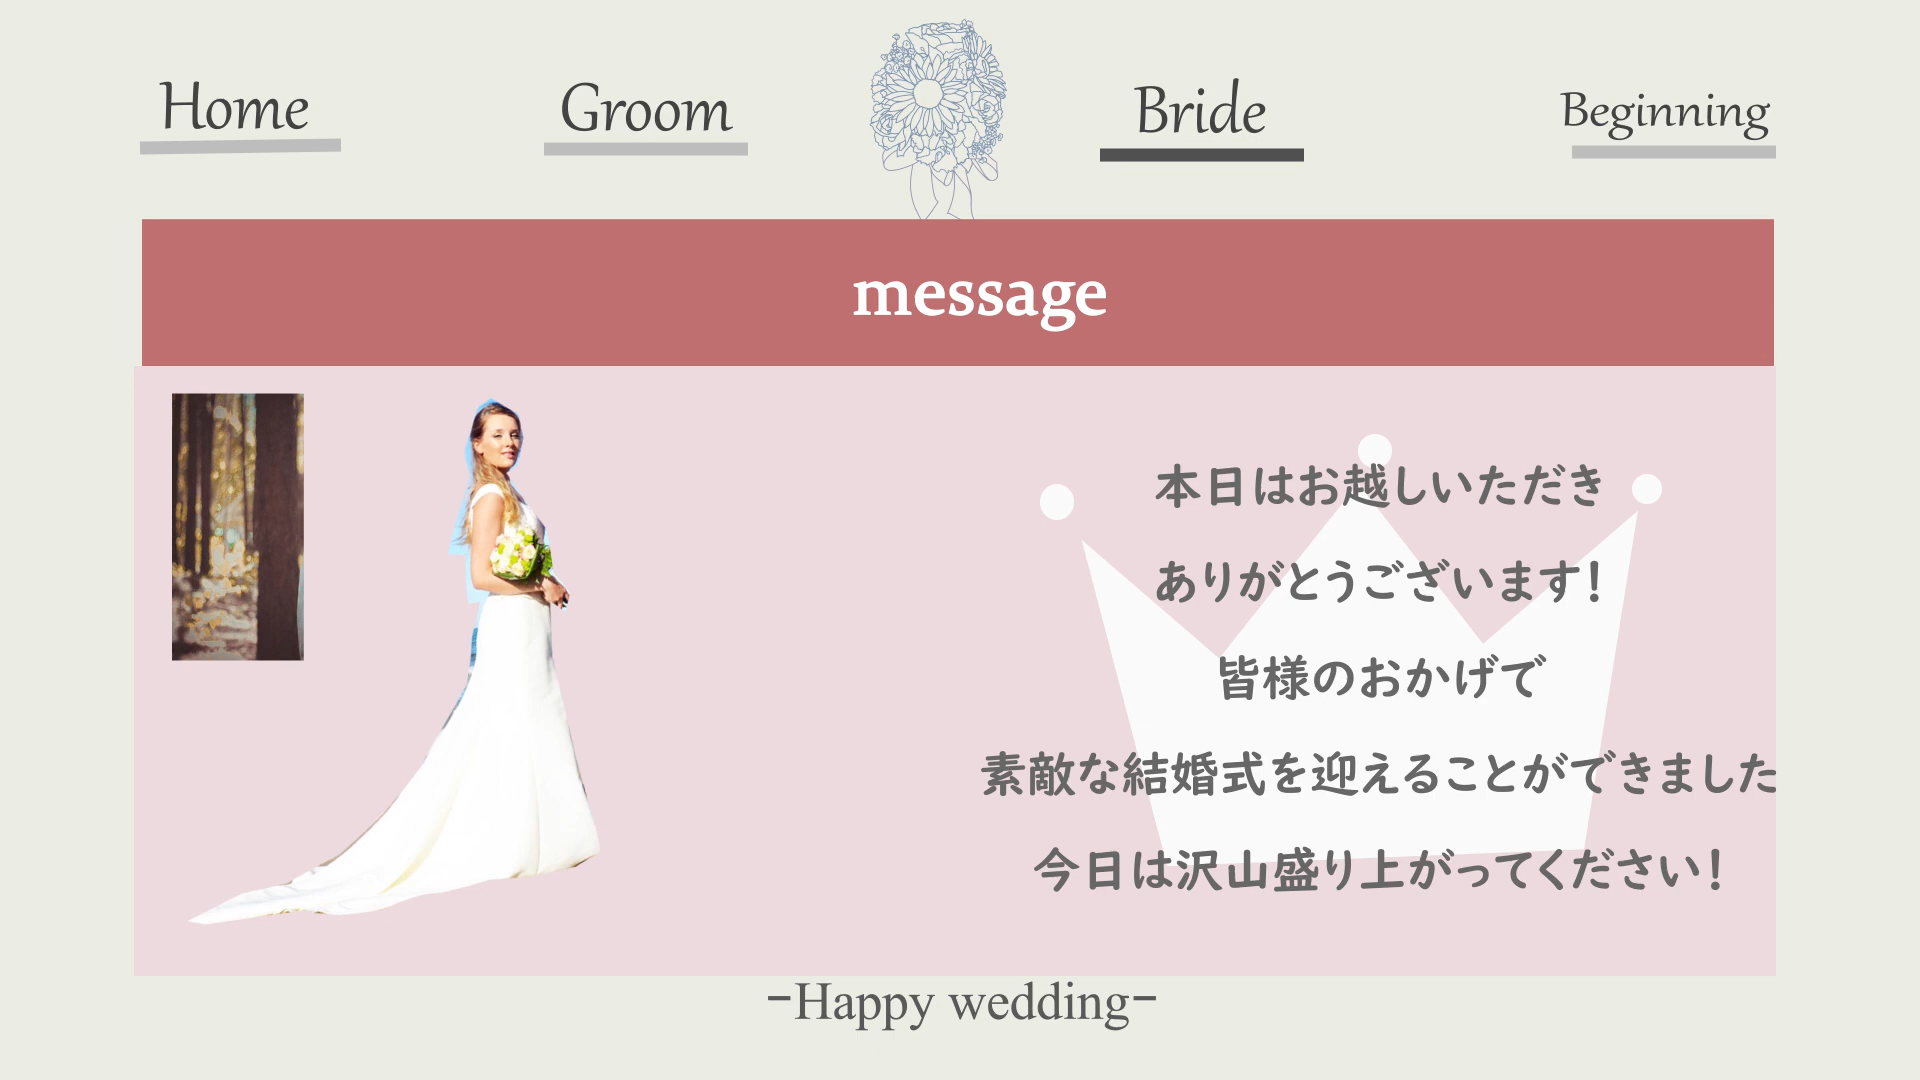 Home
Groom
Bride
Beginning
message
本日はお越しいただき
ありがとうございます!
皆様のおかげで
素敵な結婚式を迎えることができました
今日は沢山盛り上がってください!
-Happy wedding-